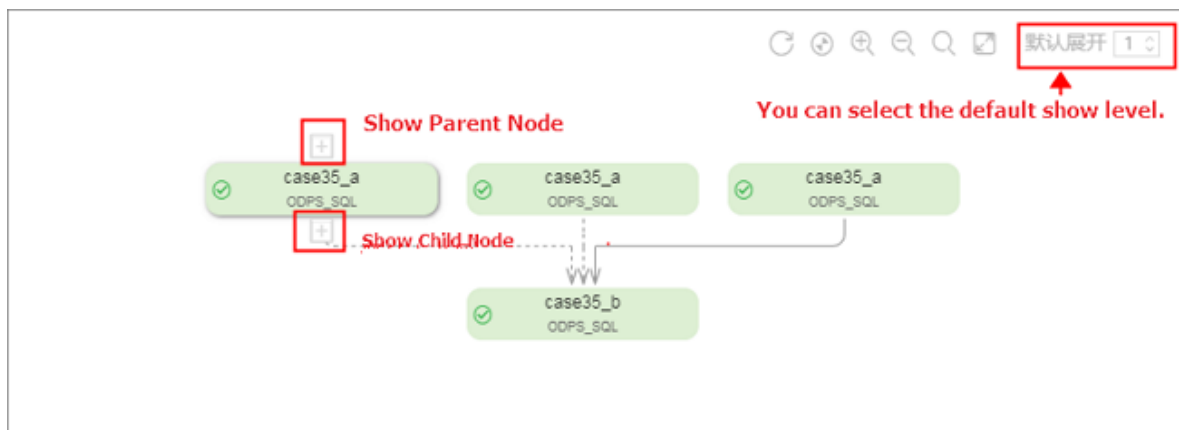 默认展开 1
You can select the default show level.
Show Parent Node
case35_a
ODPS_SQL
case35_a
ODPS_SQL
case35_a
ODPS_SQL
Show Child Node
case35_b
ODPS_SQL